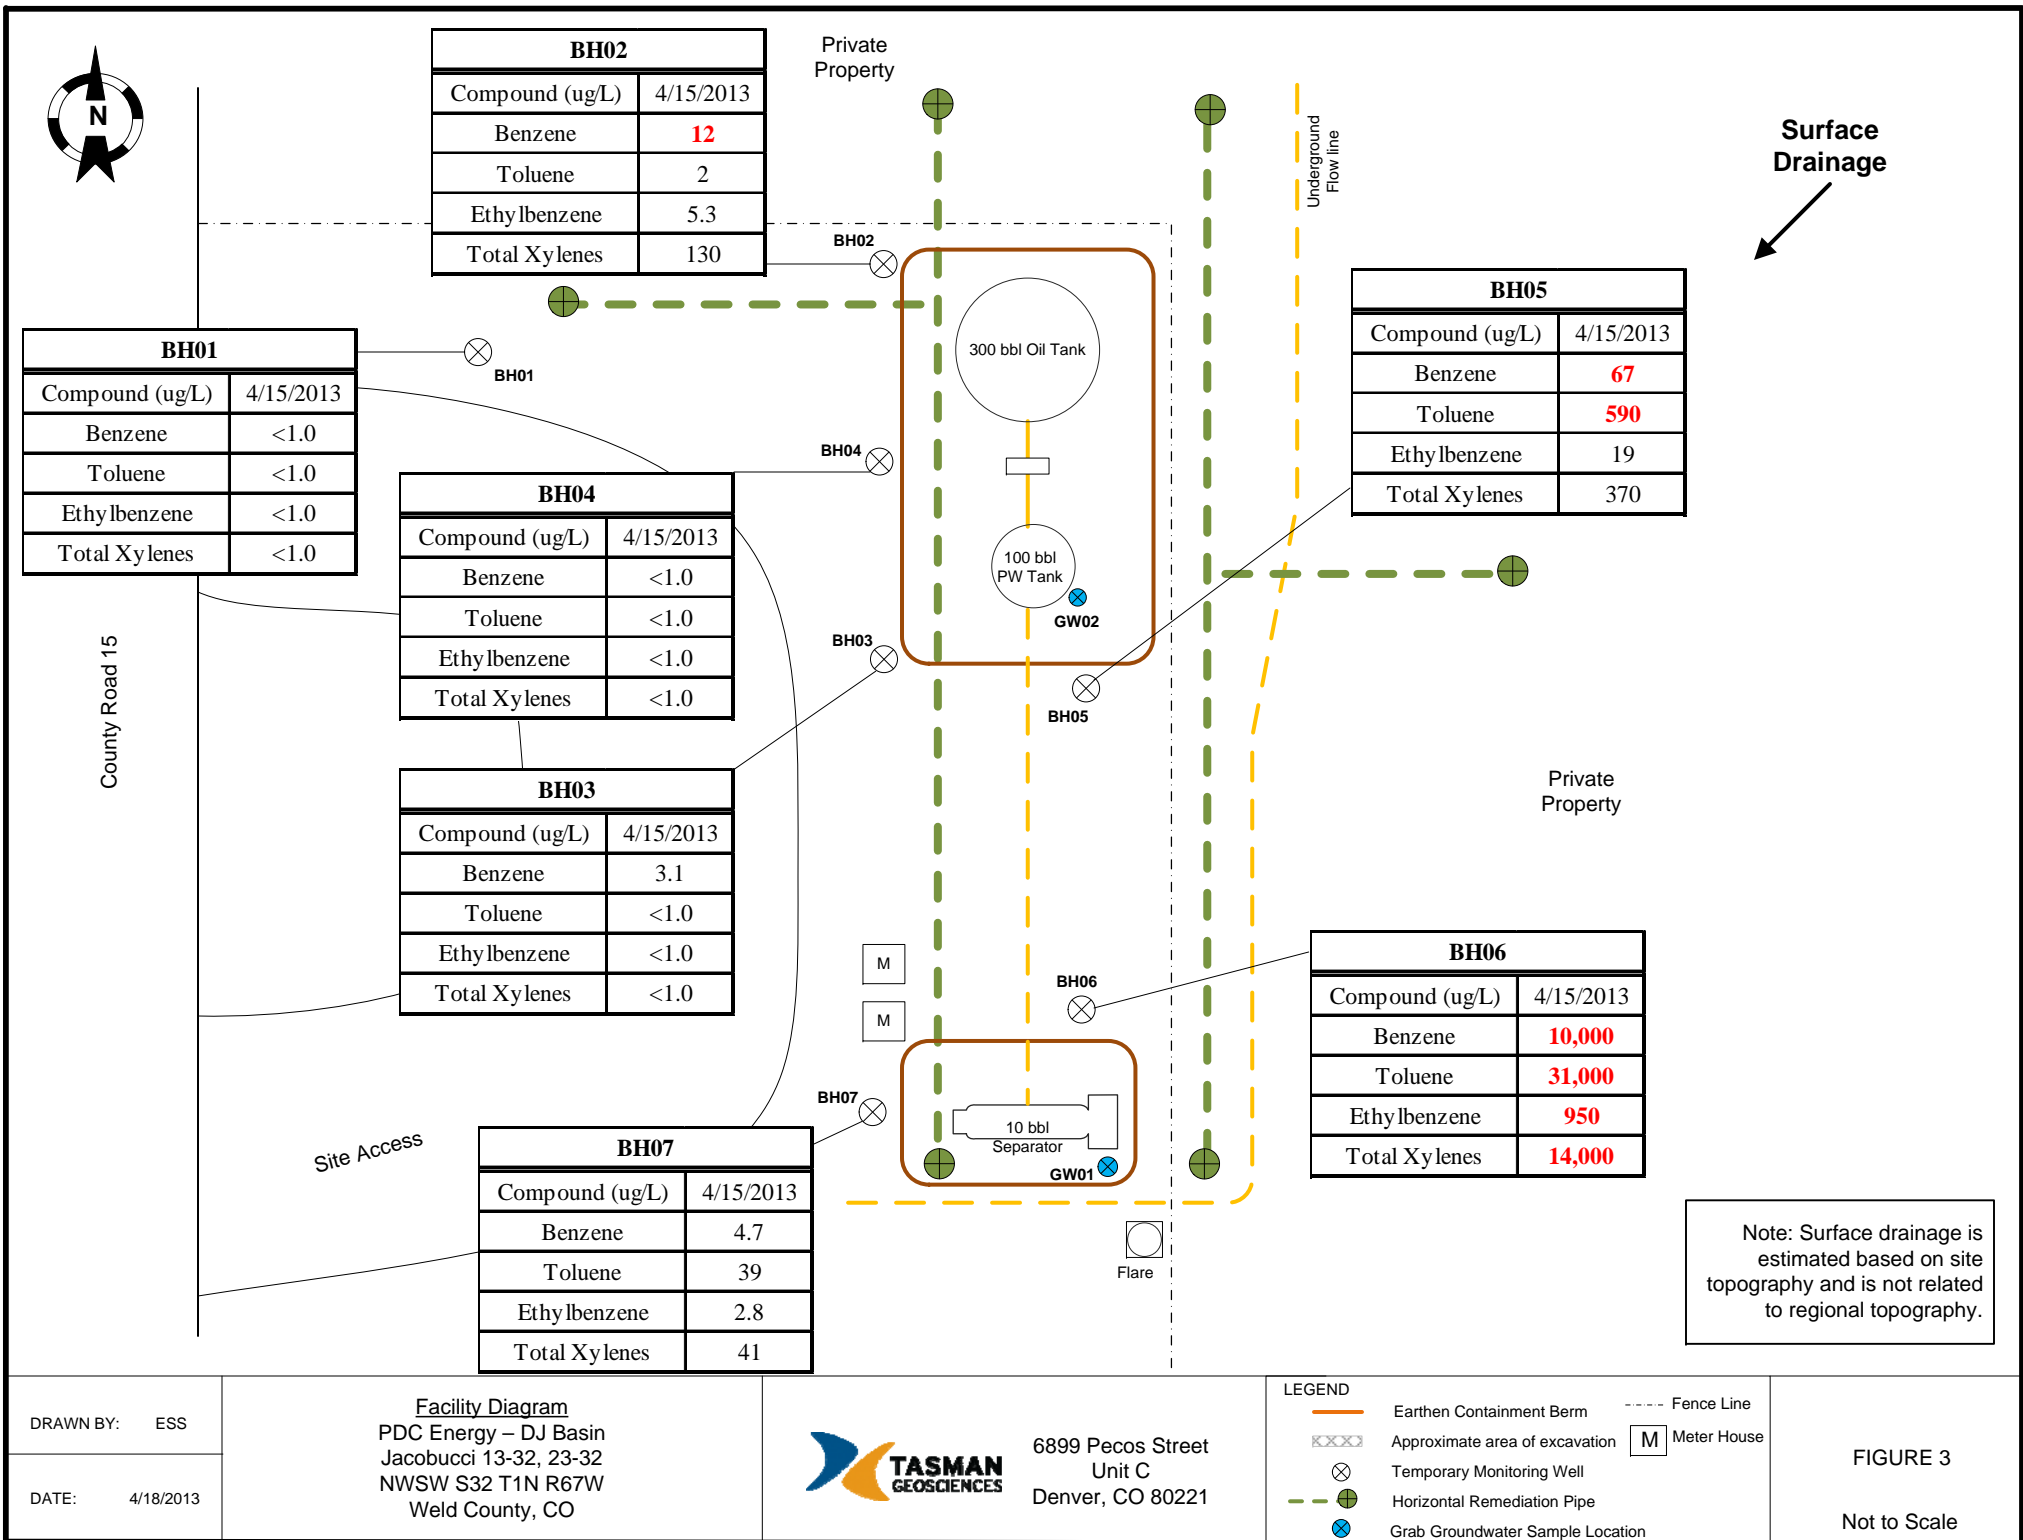 N
Private
Property
BH02
Compound (ug/L) 4/15/2013
Benzene 12
Toluene 2
Ethylbenzene 5.3
Total Xylenes 130
Underground
Flow line
Surface
Drainage
BH02
BH05
Compound (ug/L) 4/15/2013
Benzene 67
Toluene 590
Ethylbenzene 19
Total Xylenes 370
BH01
Compound (ug/L) 4/15/2013
Benzene <1.0
Toluene <1.0
Ethylbenzene <1.0
Total Xylenes <1.0
BH01
300 bbl Oil Tank
BH04
BH04
Compound (ug/L) 4/15/2013
Benzene <1.0
Toluene <1.0
Ethylbenzene <1.0
Total Xylenes <1.0
100 bbl
PW Tank
GW02
BH03
BH05
County Road 15
BH03
Compound (ug/L) 4/15/2013
Benzene 3.1
Toluene <1.0
Ethylbenzene <1.0
Total Xylenes <1.0
Private
Property
M
M
BH06
BH06
Compound (ug/L) 4/15/2013
Benzene 10,000
Toluene 31,000
Ethylbenzene 950
Total Xylenes 14,000
BH07
10 bbl
Separator
GW01
Site Access
BH07
Compound (ug/L) 4/15/2013
Benzene 4.7
Toluene 39
Ethylbenzene 2.8
Total Xylenes 41
Flare
Note: Surface drainage is
estimated based on site
topography and is not related
to regional topography.
DRAWN BY: ESS
DATE: 4/18/2013
Facility Diagram
PDC Energy – DJ Basin
Jacobucci 13-32, 23-32
NWSW S32 T1N R67W
Weld County, CO
TASMAN
GEOSCIENCES
6899 Pecos Street
Unit C
Denver, CO 80221
LEGEND
Earthen Containment Berm
Fence Line
Approximate area of excavation
M Meter House
Temporary Monitoring Well
Horizontal Remediation Pipe
Grab Groundwater Sample Location
FIGURE 3
Not to Scale